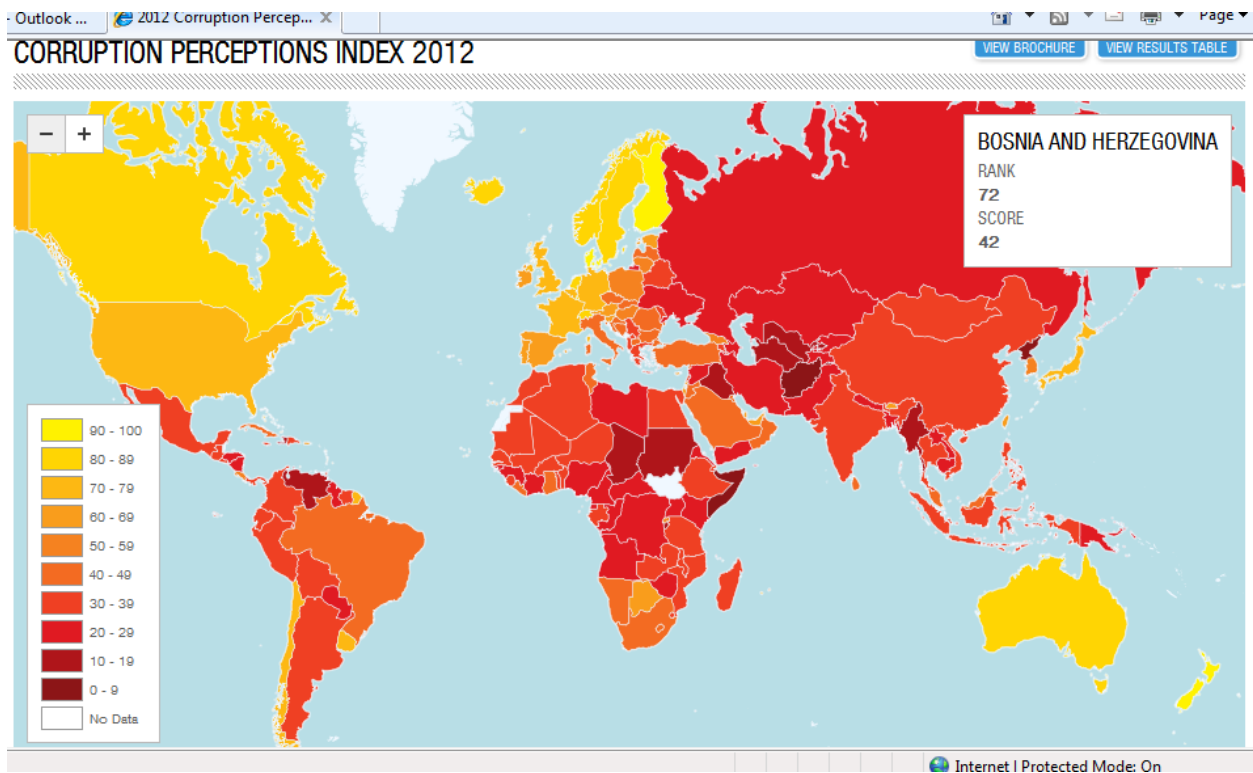 - Outlook ...
2012 Corruption Percep...
Page
CORRUPTION PERCEPTIONS INDEX 2012
VIEW BROCHURE
VIEW RESULTS TABLE
− +
BOSNIA AND HERZEGOVINA
RANK
72
SCORE
42
90 - 100
80 - 89
70 - 79
60 - 69
50 - 59
40 - 49
30 - 39
20 - 29
10 - 19
0 - 9
No Data
Internet | Protected Mode: On